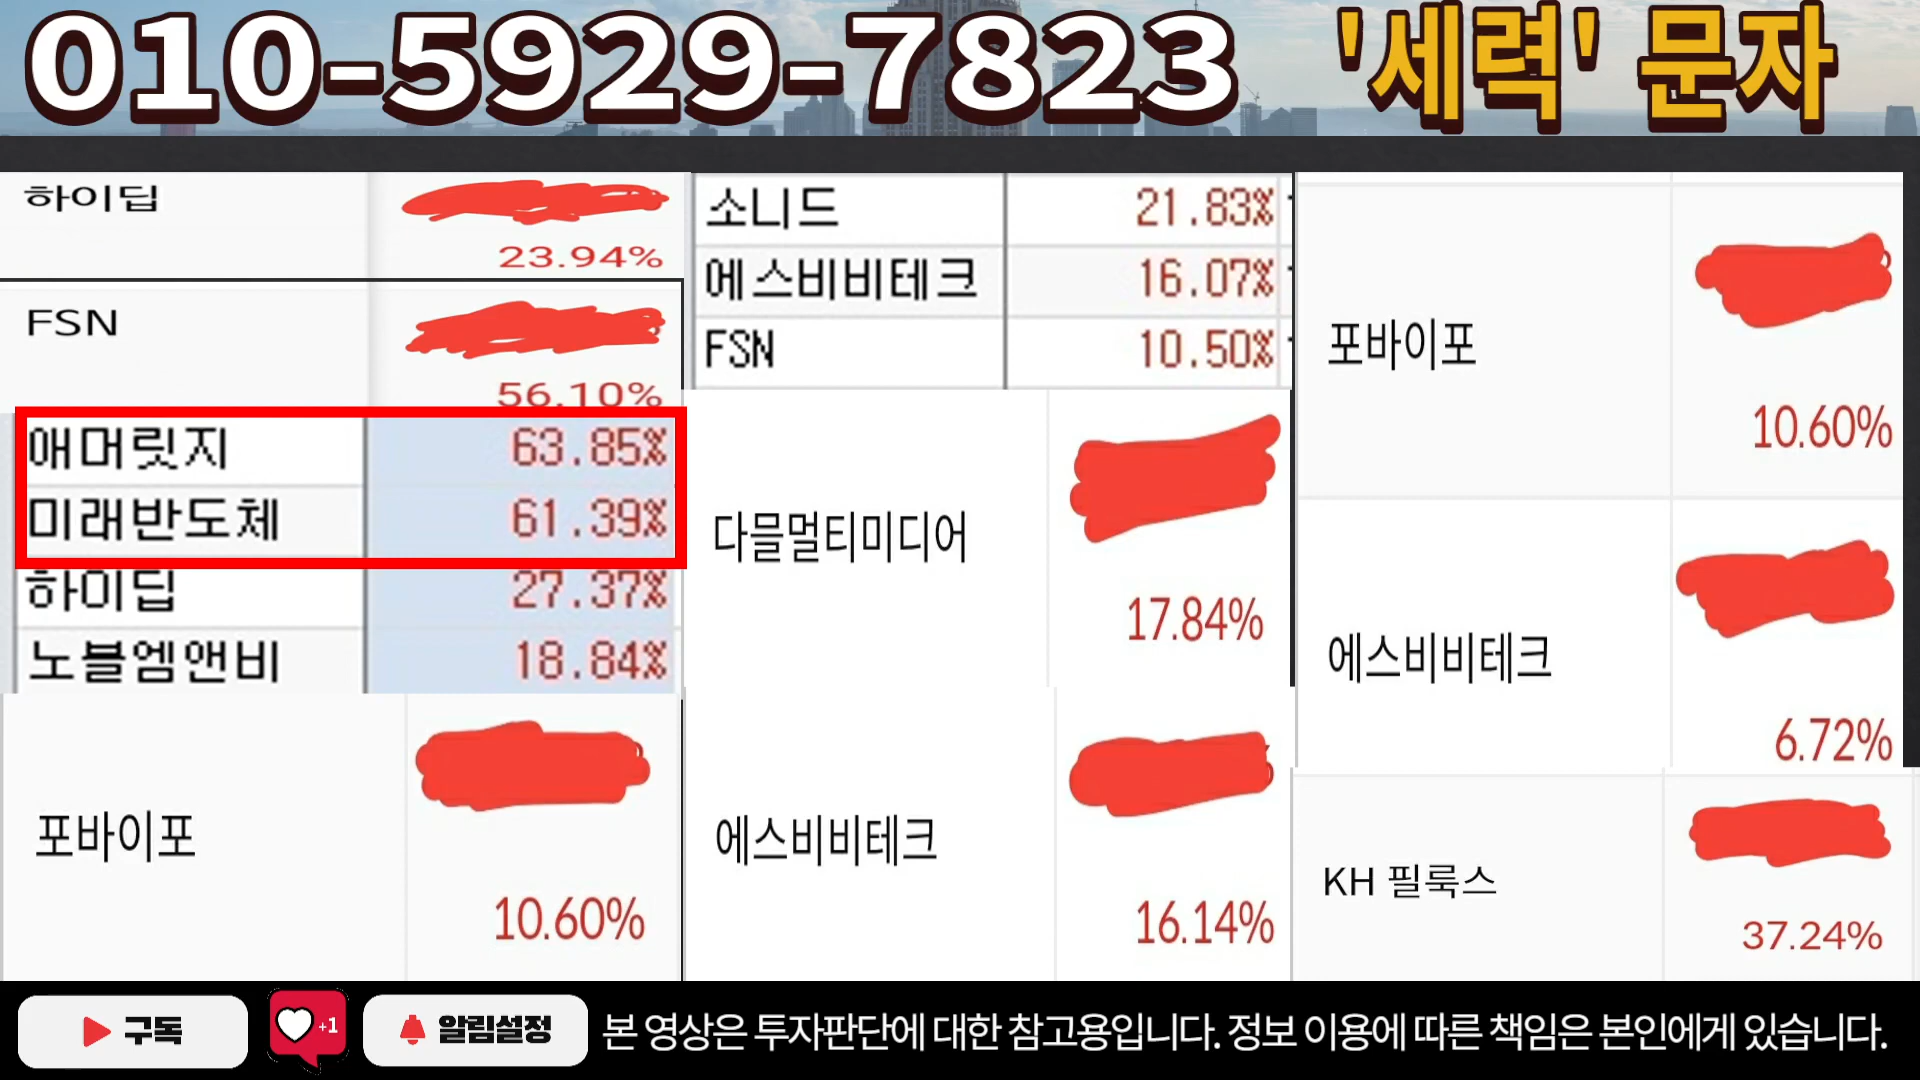 010-5929-7823 '세력' 문자
하이딥
23.94%
FSN
56.10%
애머릿지 63.85%
미래반도체 61.39%
하이딥 27.37%
노블엠앤비 18.84%
포바이포
10.60%
소니드 21.83%
에스비비테크 16.07%
FSN 10.50%
다믈멀티미디어
17.84%
에스비비테크
16.14%
포바이포
10.60%
에스비비테크
6.72%
KH 필룩스
37.24%
구독 +1 알림설정 본 영상은 투자판단에 대한 참고용입니다. 정보 이용에 따른 책임은 본인에게 있습니다.